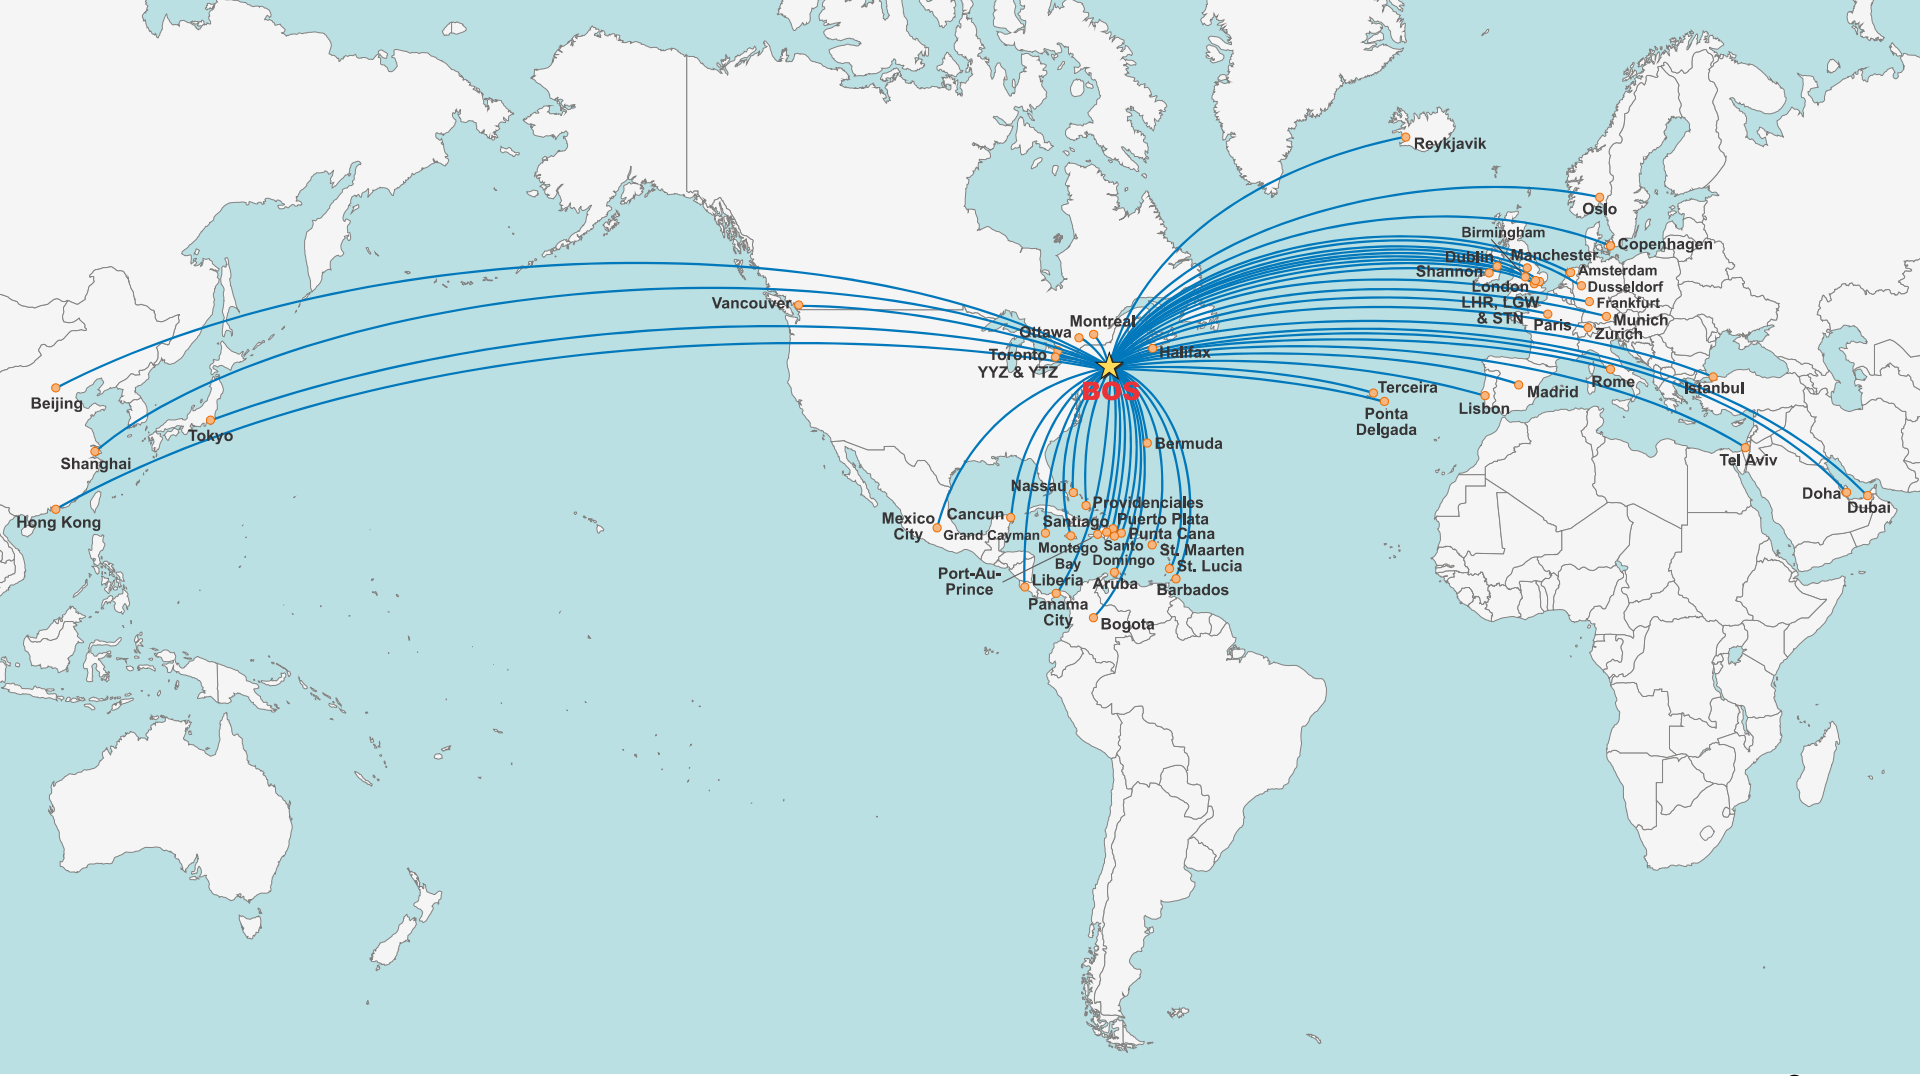 Reykjavik
Oslo
Birmingham
Copenhagen
Dublin
Manchester
Shannon
Amsterdam
London
LHR, LGW
& STN
Dusseldorf
Frankfurt
Paris
Munich
Zurich
Vancouver
Montreal
Ottawa
Toronto
YYZ & YTZ
Halifax
BOS
Terceira
Ponta
Delgada
Lisbon
Madrid
Rome
Istanbul
Beijing
Tokyo
Shanghai
Hong Kong
Bermuda
Tel Aviv
Doha
Dubai
Nassau
Providenciales
Mexico
City
Cancun
Grand Cayman
Santiago
Puerto Plata
Punta Cana
Montego
Bay
Santo
Domingo
St. Maarten
St. Lucia
Port-Au-
Prince
Liberia
Aruba
Barbados
Panama
City
Bogota